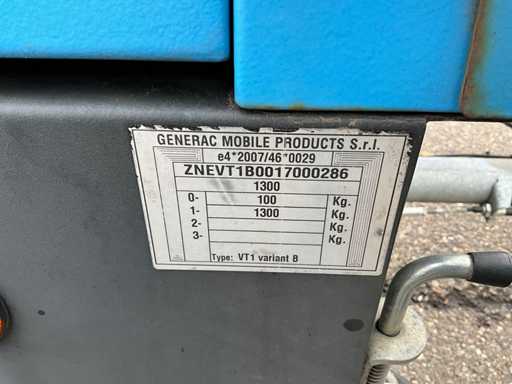 GENERAC MOBILE PRODUCTS S.r.l.
e4*2007/46*0029
ZNEVT1B0017000286
1300
0- 100 Kg.
1- 1300 Kg.
2- Kg.
3- Kg.
Type: VT1 variant B